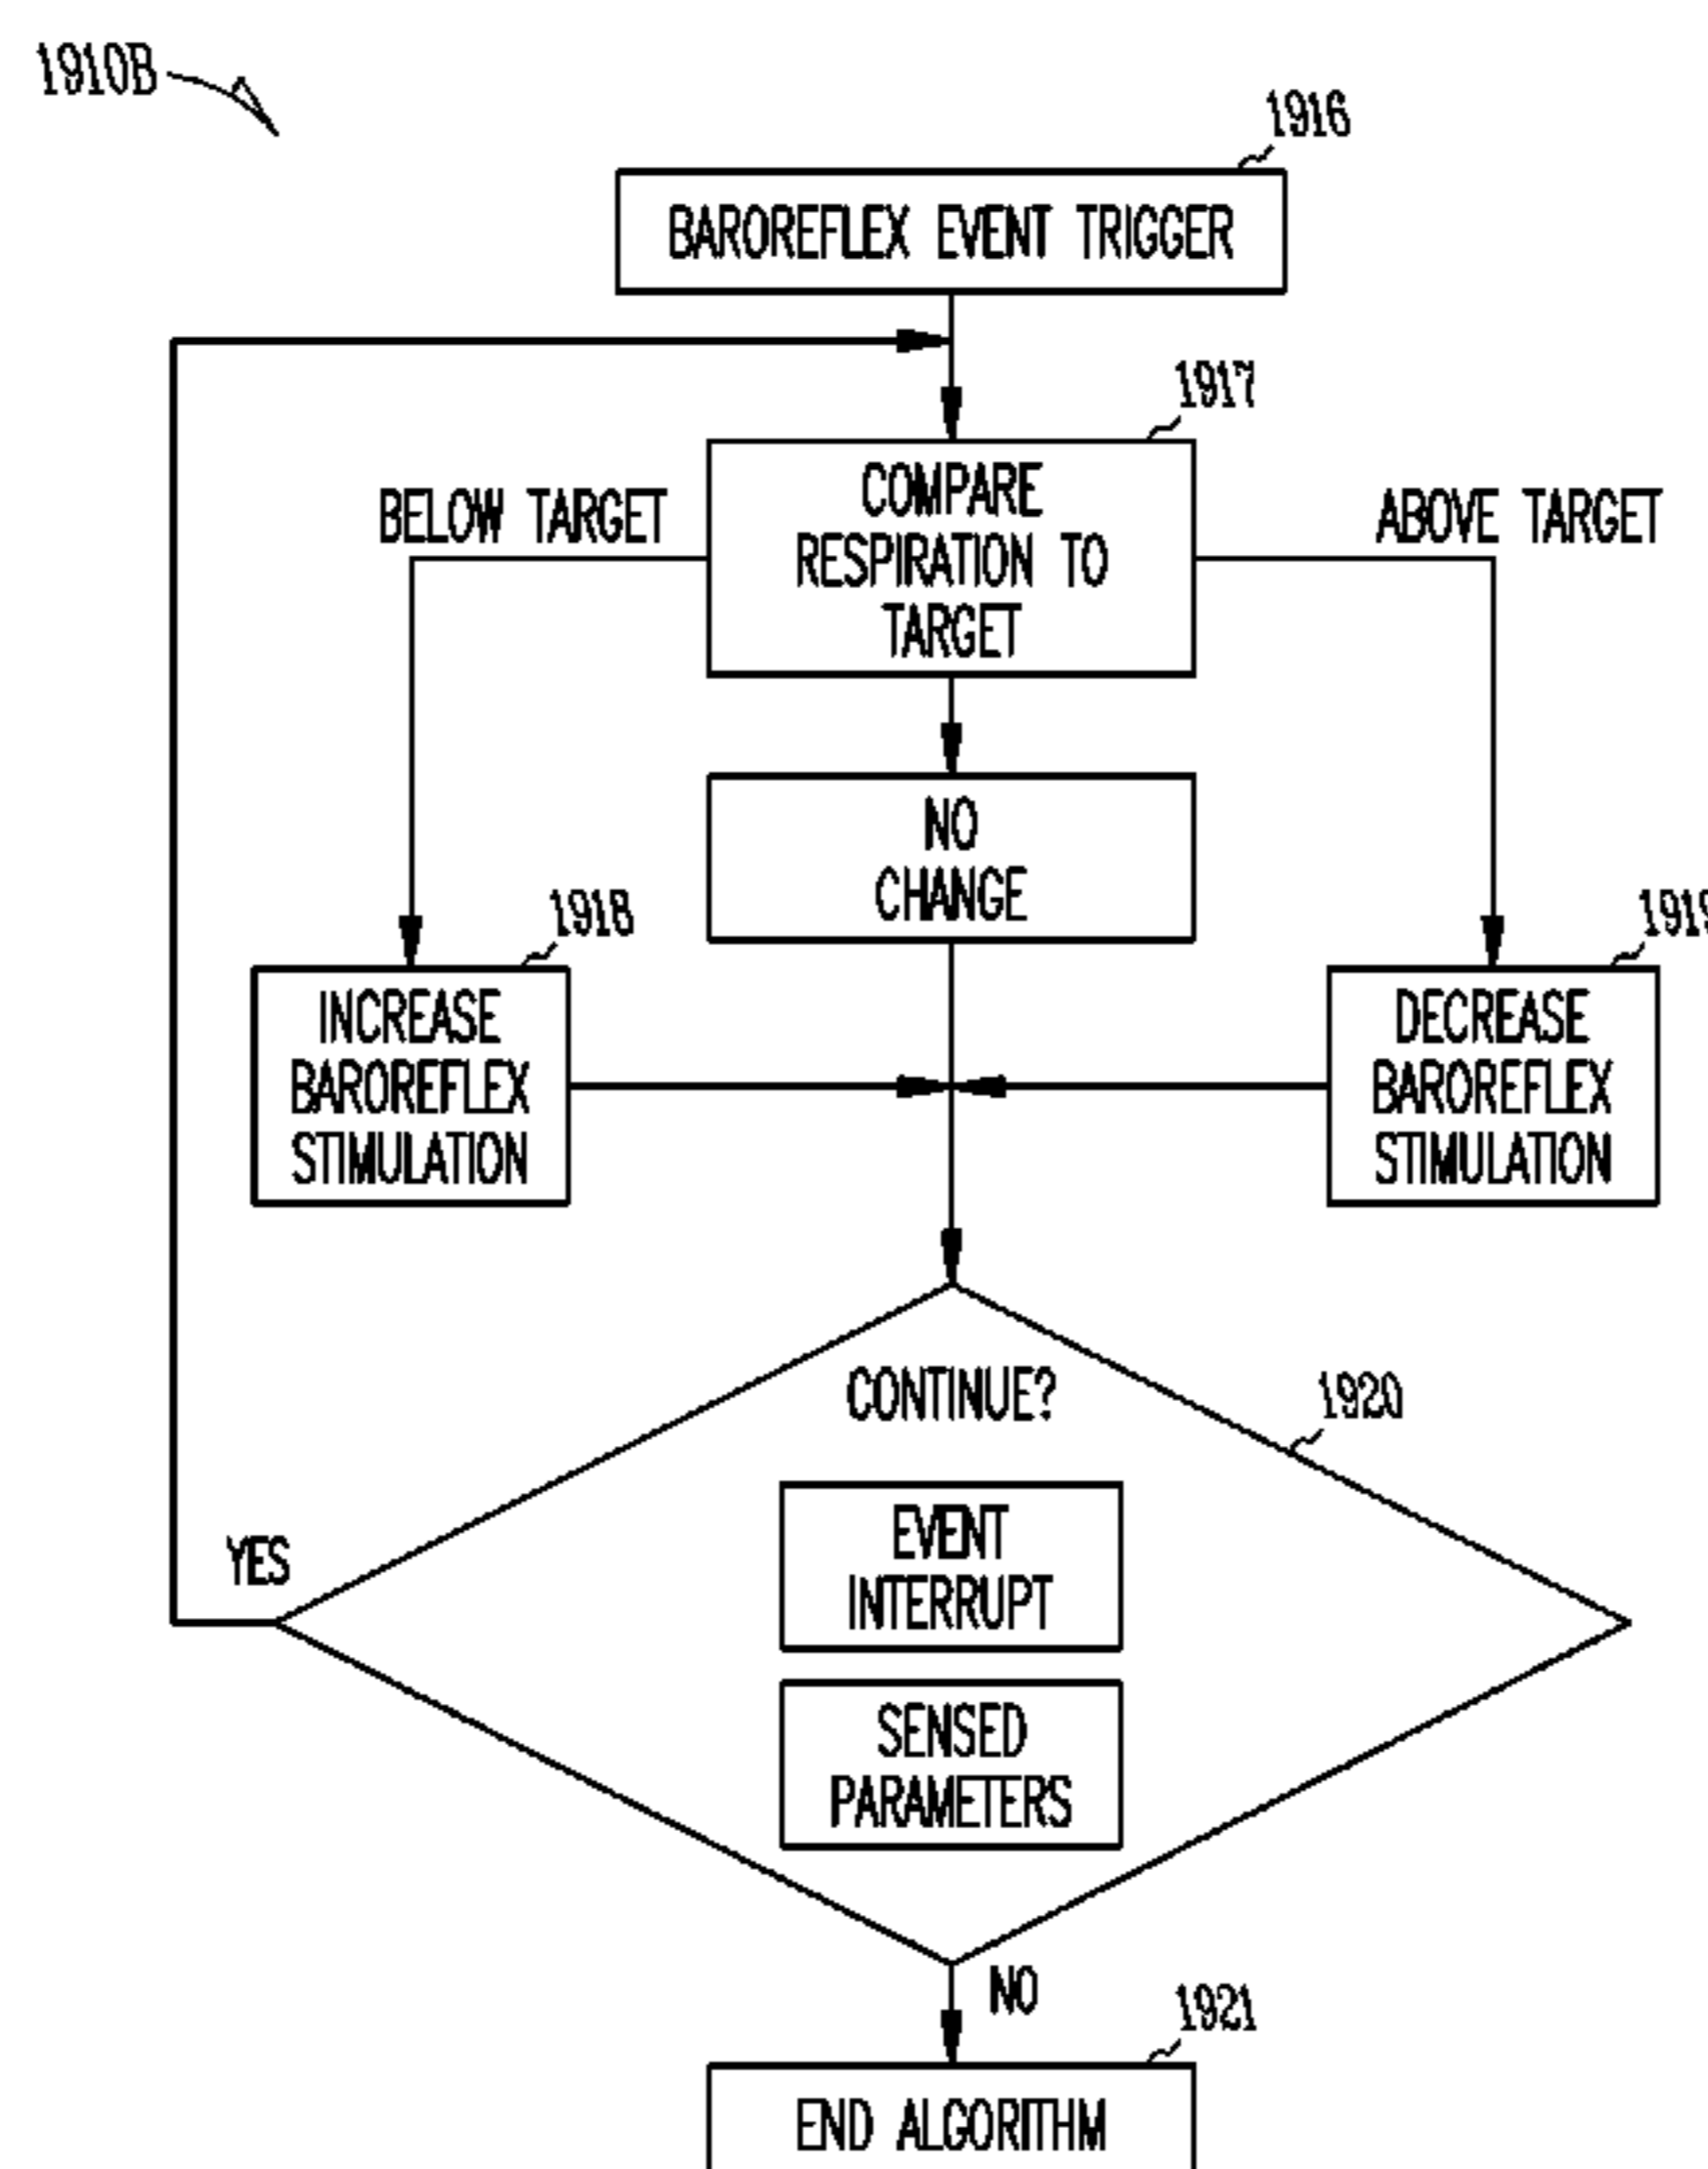 1910B
1916
BAROREFLEX EVENT TRIGGER
1917
COMPARE
RESPIRATION TO
TARGET
BELOW TARGET
ABOVE TARGET
NO
CHANGE
1918
INCREASE
BAROREFLEX
STIMULATION
1919
DECREASE
BAROREFLEX
STIMULATION
CONTINUE?
1920
EVENT
INTERRUPT
SENSED
PARAMETERS
YES
NO
1921
END ALGORITHM